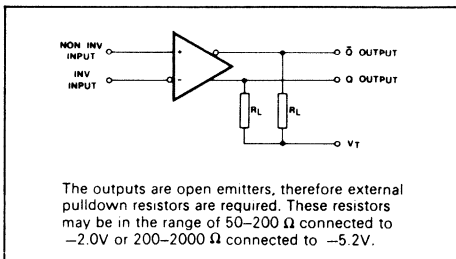 NON INV
INPUT
+
Q̅ OUTPUT
INV
INPUT
-
Q OUTPUT
RL
RL
VT
The outputs are open emitters, therefore external
pulldown resistors are required. These resistors
may be in the range of 50–200 Ω connected to
−2.0V or 200–2000 Ω connected to −5.2V.